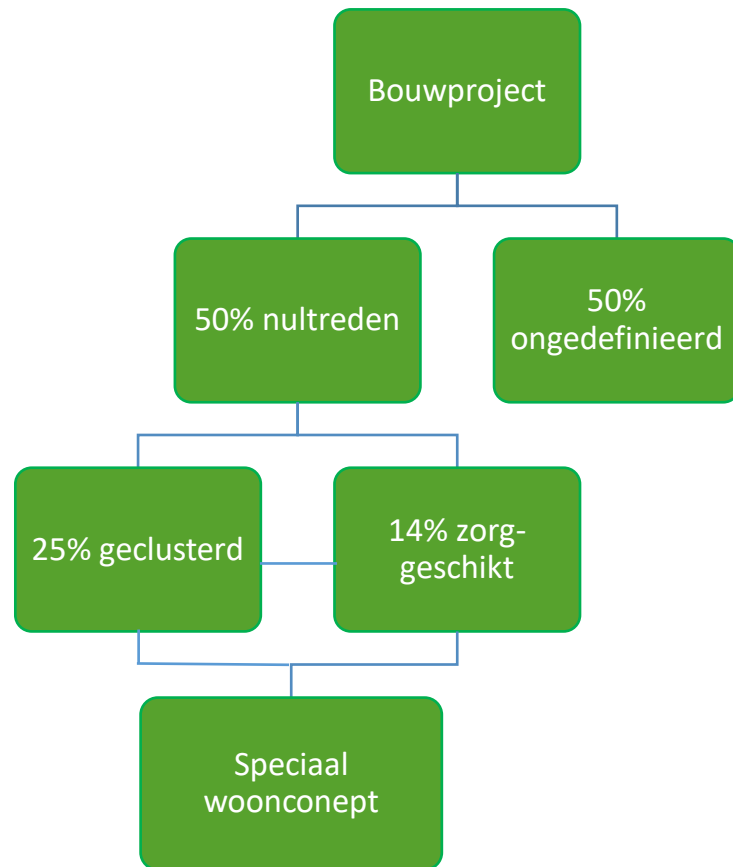 Bouwproject
50% nultreden
50%
ongedefinieerd
25% geclusterd
14% zorg-
geschikt
Speciaal
woonconept